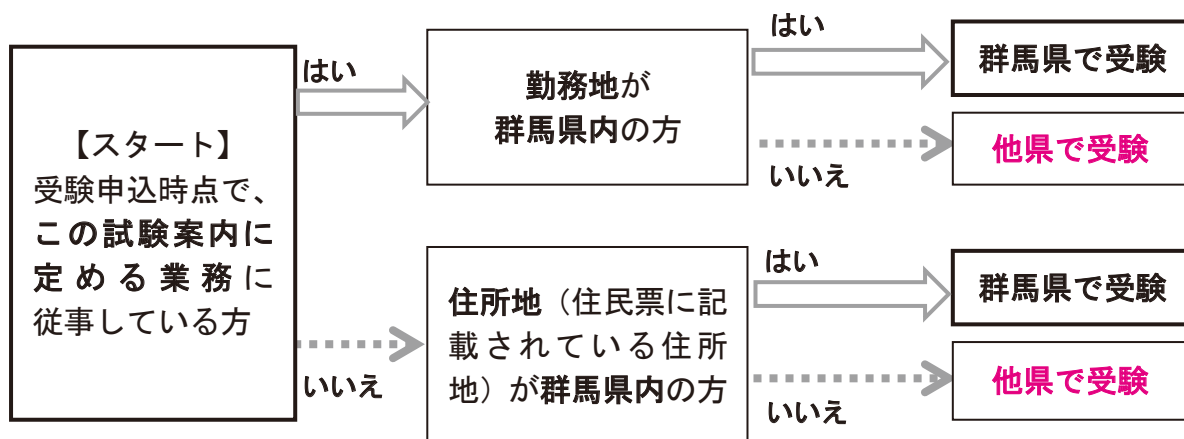 【スタート】
受験申込時点で、
この試験案内に
定める業務に
従事している方
はい
勤務地が
群馬県内の方
はい
群馬県で受験
いいえ
他県で受験
いいえ
住所地（住民票に記
載されている住所
地）が群馬県内の方
はい
群馬県で受験
いいえ
他県で受験